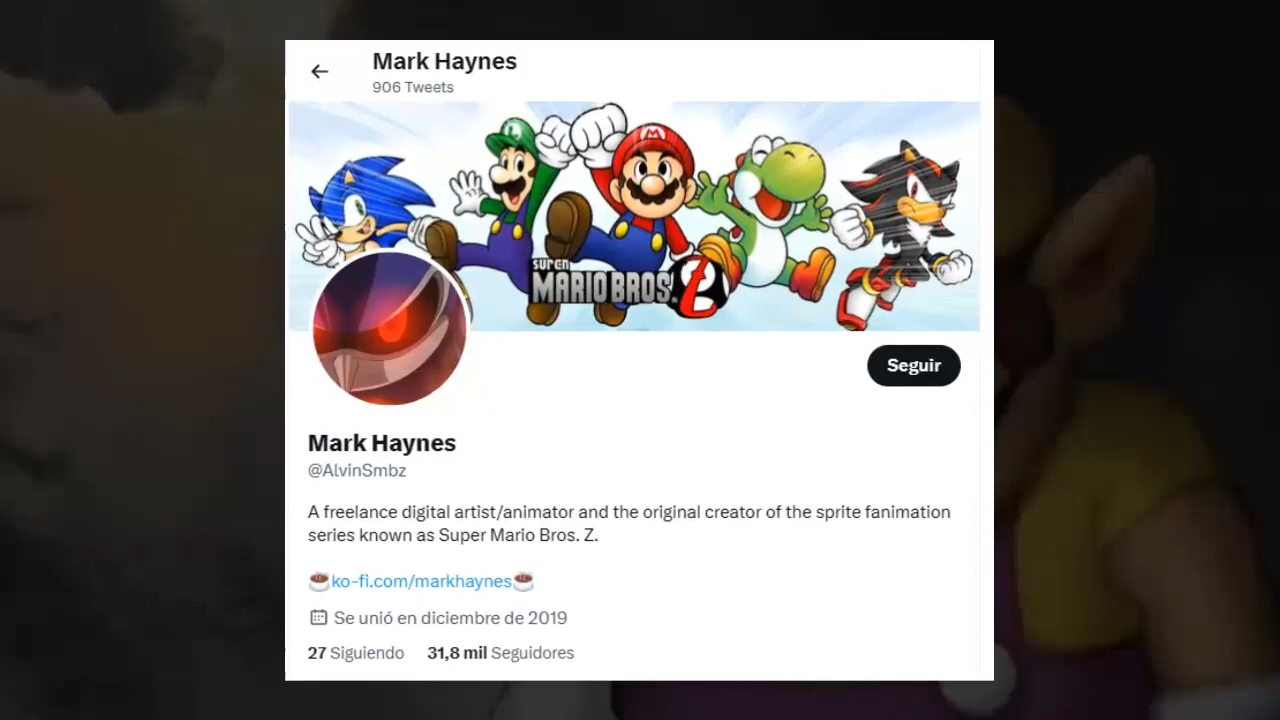 Mark Haynes
906 Tweets
L
M
SUPER
MARIO BROS. Z
Seguir
Mark Haynes
@AlvinSmbz
A freelance digital artist/animator and the original creator of the sprite fanimation
series known as Super Mario Bros. Z.
ko-fi.com/markhaynes
Se unió en diciembre de 2019
27 Siguiendo 31,8 mil Seguidores